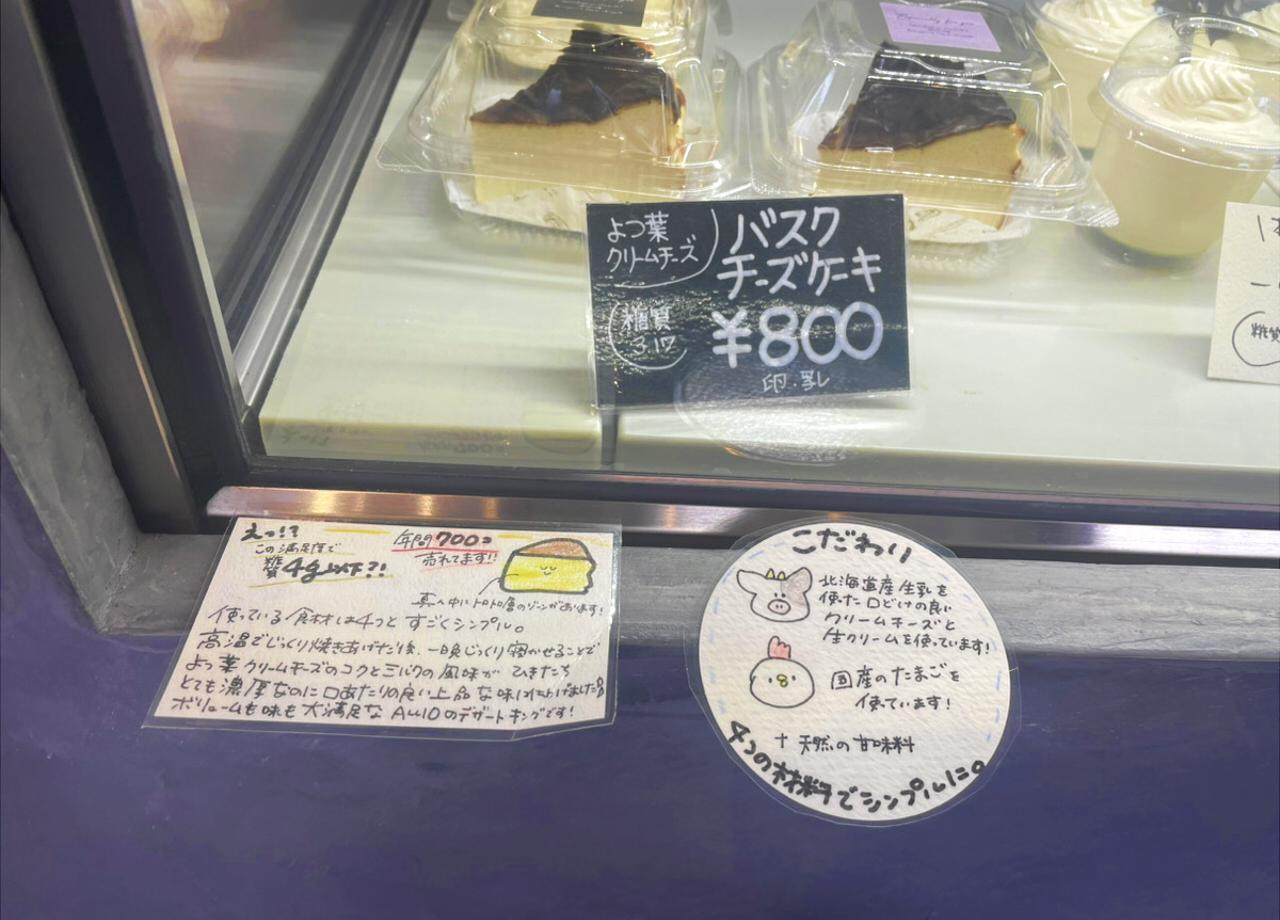 Especially for you
よつ葉
クリームチーズ
バスク
チーズケーキ
糖質
3.17
¥800
卵・乳
は
一
糖質
えっ!?
この満足度で
糖質4g以下?!
年間700コ
売れてます!!
真ん中にトロトロ層のゾーンがあります!
使っている食材は4つと すごくシンプル。
高温でじっくり焼きあげた後、一晩じっくり寝かせることで
よつ葉クリームチーズのコクとミルクの風味が ひきたち
とても濃厚なのに口あたりの良い上品な味に仕上げました
ボリュームも味も大満足な のデザートキングです!
こだわり
北海道産生乳を
使った口どけの良い
クリームチーズと
生クリームを使っています!
国産のたまごを
使っています!
+ 天然の甘味料
4つの材料でシンプルに。